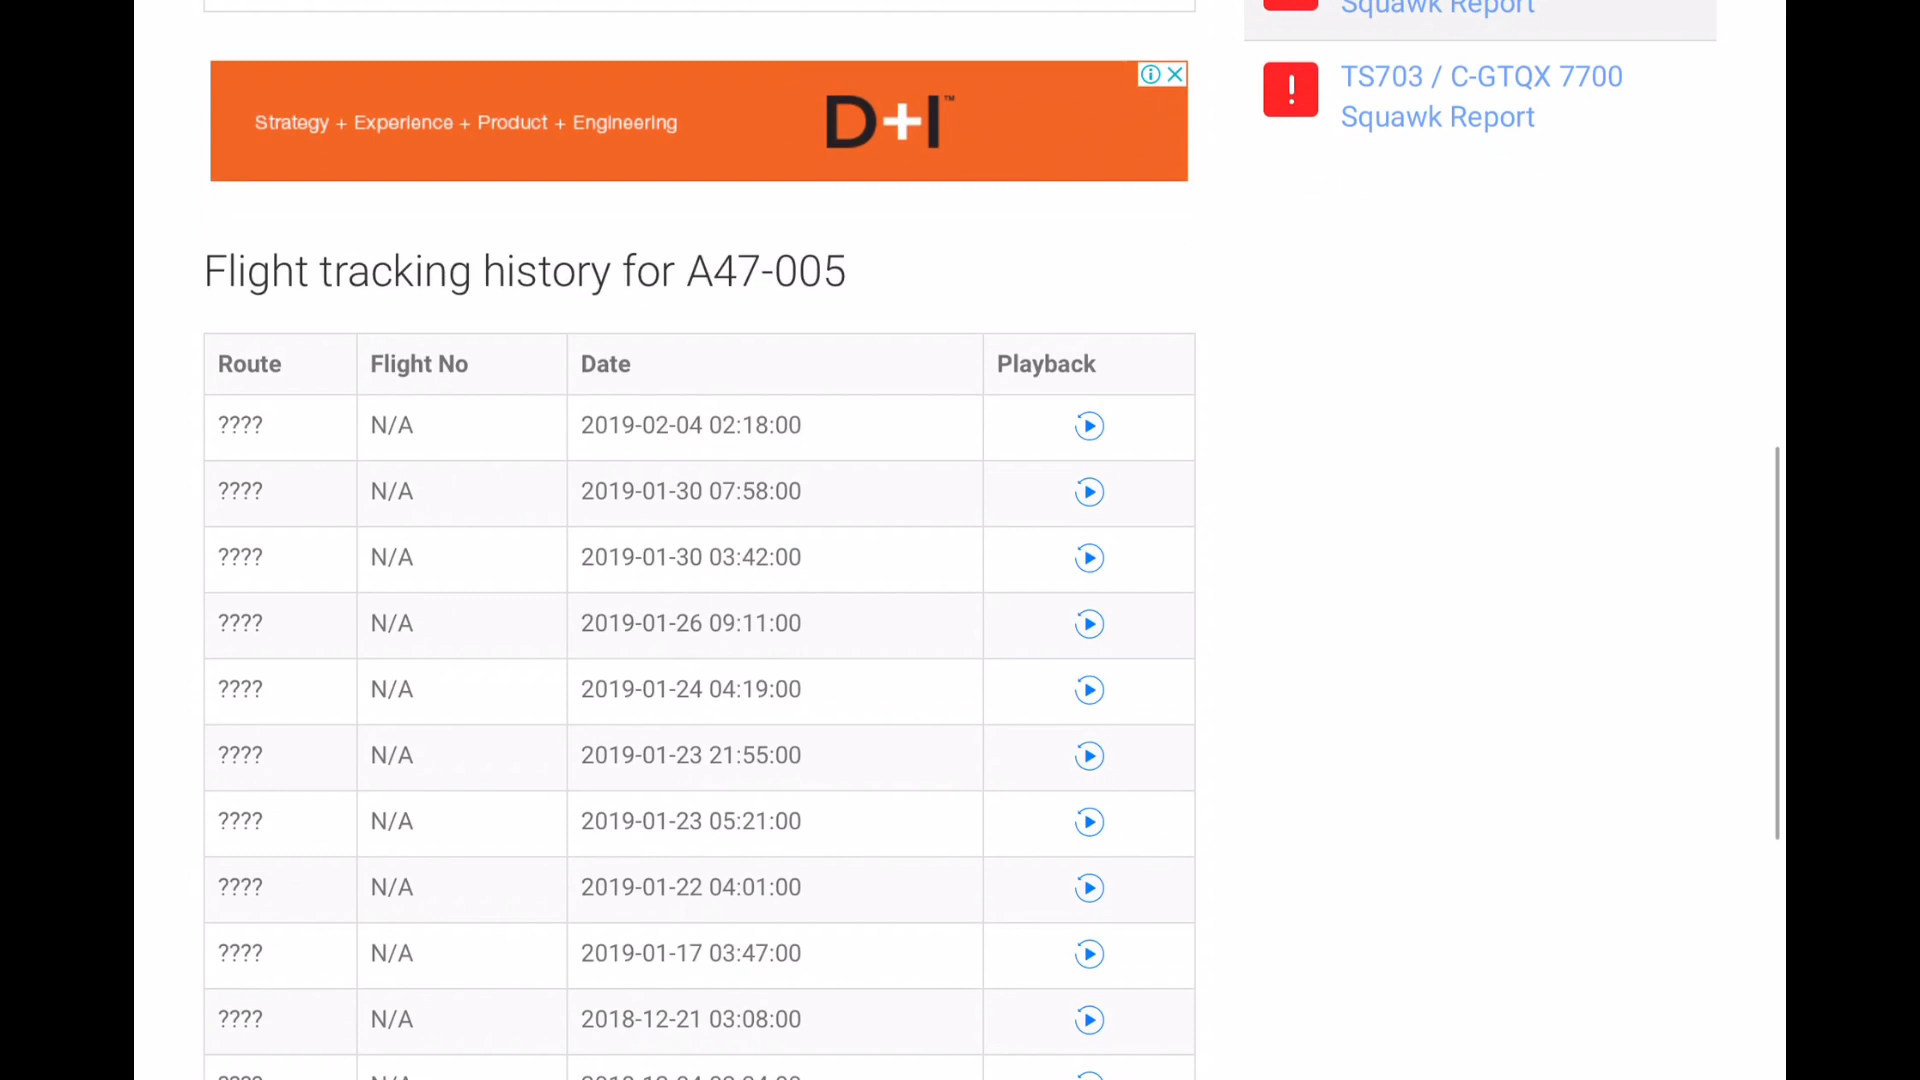 Squawk Report
TS703 / C-GTQX 7700
Squawk Report
Strategy + Experience + Product + Engineering
D+I™
Flight tracking history for A47-005
Route Flight No Date Playback
???? N/A 2019-02-04 02:18:00
???? N/A 2019-01-30 07:58:00
???? N/A 2019-01-30 03:42:00
???? N/A 2019-01-26 09:11:00
???? N/A 2019-01-24 04:19:00
???? N/A 2019-01-23 21:55:00
???? N/A 2019-01-23 05:21:00
???? N/A 2019-01-22 04:01:00
???? N/A 2019-01-17 03:47:00
???? N/A 2018-12-21 03:08:00